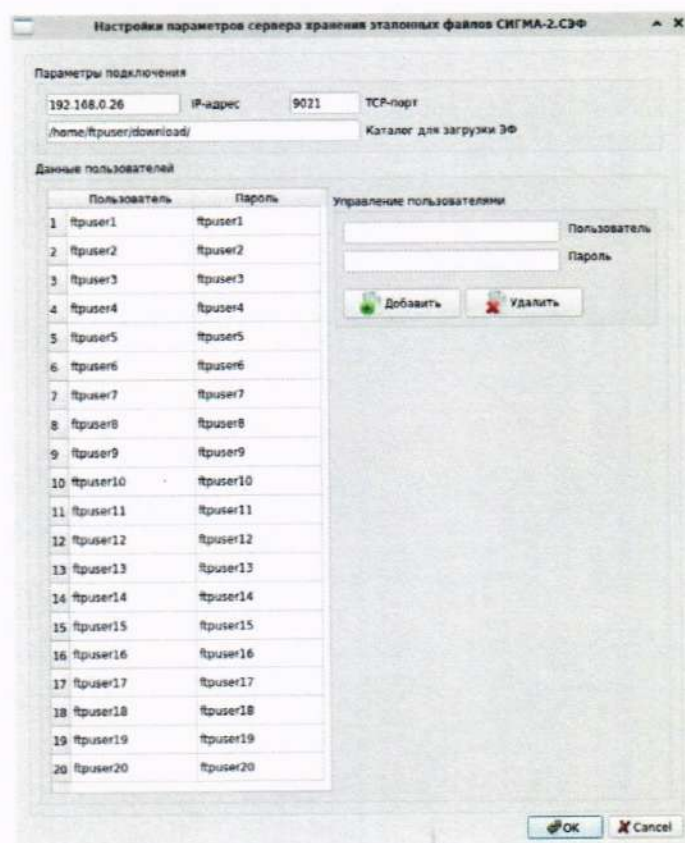 Настройки параметров сервера хранения эталонных файлов СИГМА-2.СЭФ
Параметры подключения
192.168.0.26 IP-адрес 9021 TCP-порт
/home/ftpuser/download/ Каталог для загрузки ЭФ
Данные пользователей
Пользователь Пароль
Управление пользователями
1 ftpuser1 ftpuser1
Пользователь
2 ftpuser2 ftpuser2
Пароль
3 ftpuser3 ftpuser3
4 ftpuser4 ftpuser4
Добавить Удалить
5 ftpuser5 ftpuser5
6 ftpuser6 ftpuser6
7 ftpuser7 ftpuser7
8 ftpuser8 ftpuser8
9 ftpuser9 ftpuser9
10 ftpuser10 ftpuser10
11 ftpuser11 ftpuser11
12 ftpuser12 ftpuser12
13 ftpuser13 ftpuser13
14 ftpuser14 ftpuser14
15 ftpuser15 ftpuser15
16 ftpuser16 ftpuser16
17 ftpuser17 ftpuser17
18 ftpuser18 ftpuser18
19 ftpuser19 ftpuser19
20 ftpuser20 ftpuser20
OK Cancel